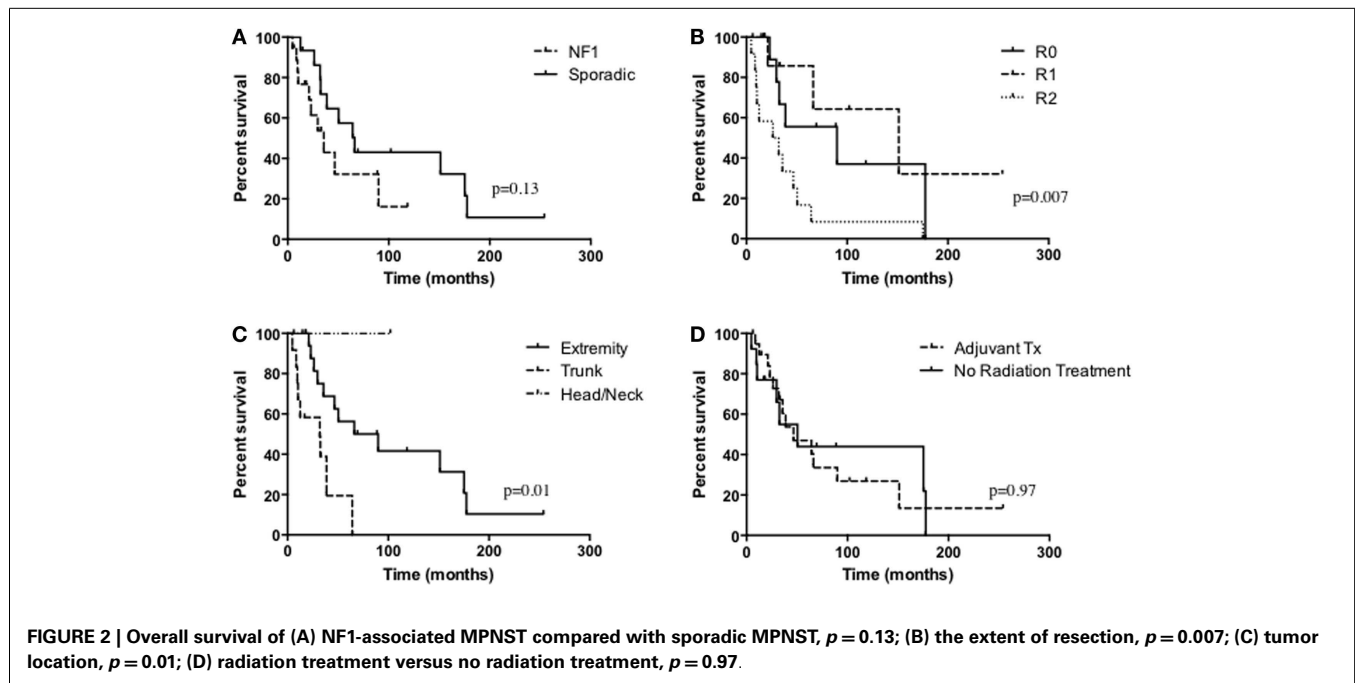 A
Percent survival
100
80
60
40
20
0
0 100 200 300
Time (months)
NF1
Sporadic
p=0.13
B
Percent survival
100
80
60
40
20
0
0 100 200 300
Time (months)
R0
R1
R2
p=0.007
C
Percent survival
100
80
60
40
20
0
0 100 200 300
Time (months)
Extremity
Trunk
Head/Neck
p=0.01
D
Percent survival
100
80
60
40
20
0
0 100 200 300
Time (months)
Adjuvant Tx
No Radiation Treatment
p=0.97
FIGURE 2 | Overall survival of (A) NF1-associated MPNST compared with sporadic MPNST, p = 0.13; (B) the extent of resection, p = 0.007; (C) tumor
location, p = 0.01; (D) radiation treatment versus no radiation treatment, p = 0.97.